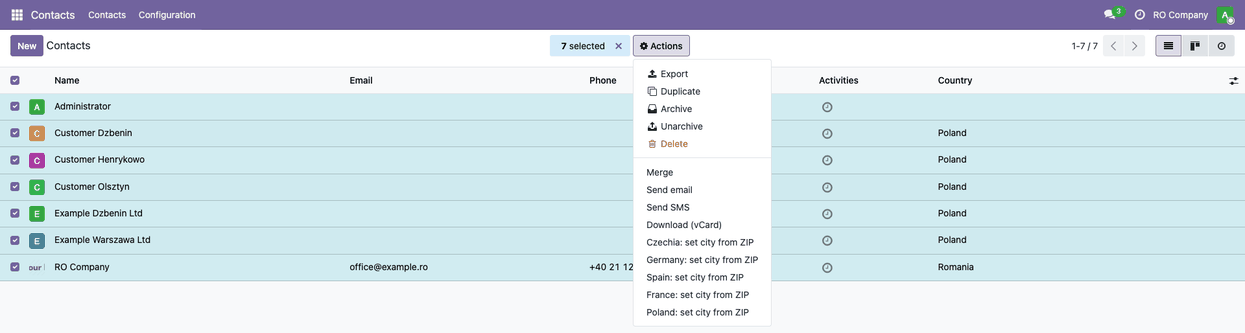 Contacts Contacts Configuration 3 RO Company A
New Contacts 7 selected Actions 1-7 / 7
Name Email Phone Activities Country
A Administrator
C Customer Dzbenin Poland
C Customer Henrykowo Poland
C Customer Olsztyn Poland
E Example Dzbenin Ltd Poland
E Example Warszawa Ltd Poland
our RO Company office@example.ro +40 21 12 Romania
Export
Duplicate
Archive
Unarchive
Delete
Merge
Send email
Send SMS
Download (vCard)
Czechia: set city from ZIP
Germany: set city from ZIP
Spain: set city from ZIP
France: set city from ZIP
Poland: set city from ZIP